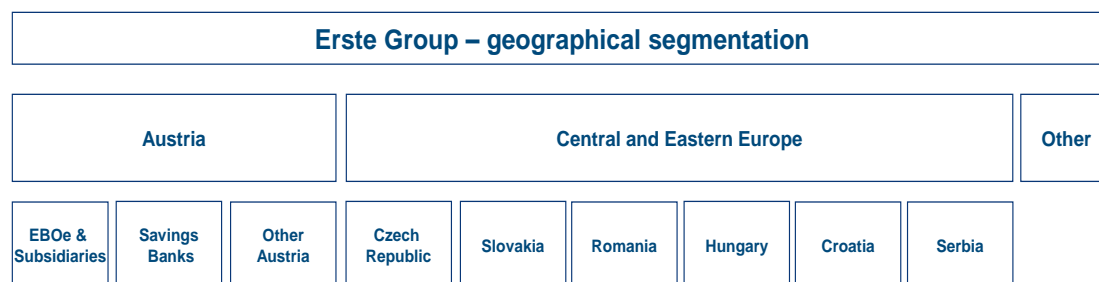 Erste Group – geographical segmentation
Austria
Central and Eastern Europe
Other
EBOe &
Subsidiaries
Savings
Banks
Other
Austria
Czech
Republic
Slovakia
Romania
Hungary
Croatia
Serbia